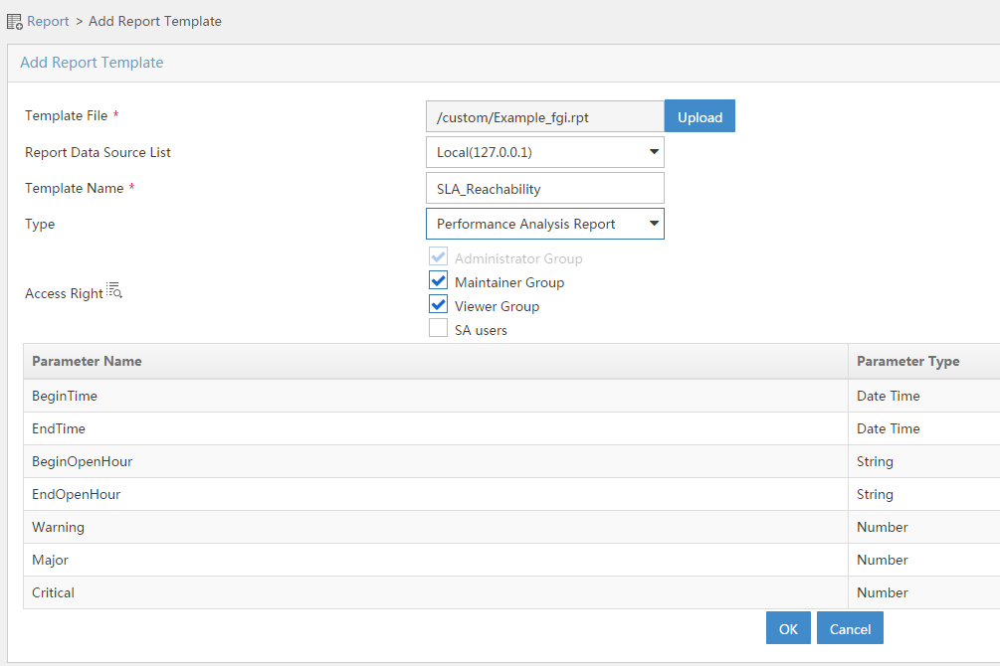 Report > Add Report Template
Add Report Template
Template File * /custom/Example_fgi.rpt Upload
Report Data Source List Local(127.0.0.1)
Template Name * SLA_Reachability
Type Performance Analysis Report
Administrator Group
Maintainer Group
Access Right
Viewer Group
SA users
Parameter Name Parameter Type
BeginTime Date Time
EndTime Date Time
BeginOpenHour String
EndOpenHour String
Warning Number
Major Number
Critical Number
OK Cancel